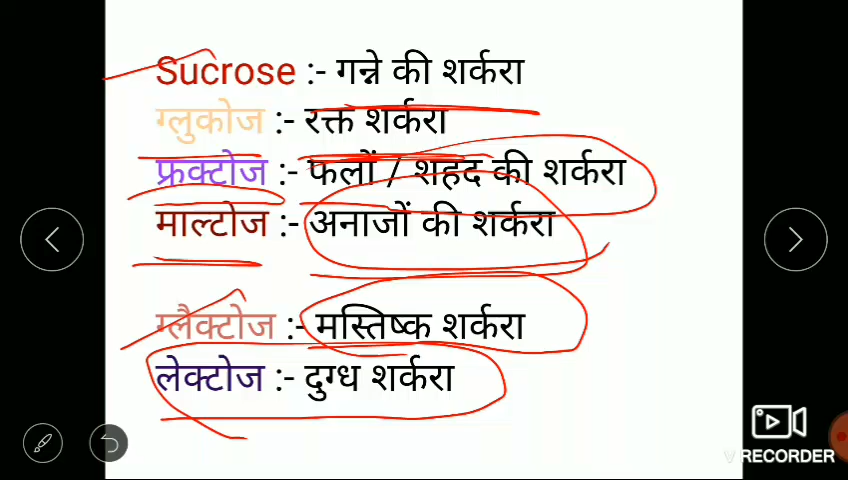 Sucrose :- गन्ने की शर्करा
ग्लुकोज :- रक्त शर्करा
फ्रक्टोज :- फलों / शहद की शर्करा
माल्टोज :- अनाजों की शर्करा
ग्लैक्टोज :- मस्तिष्क शर्करा
लेक्टोज :- दुग्ध शर्करा
VRECORDER